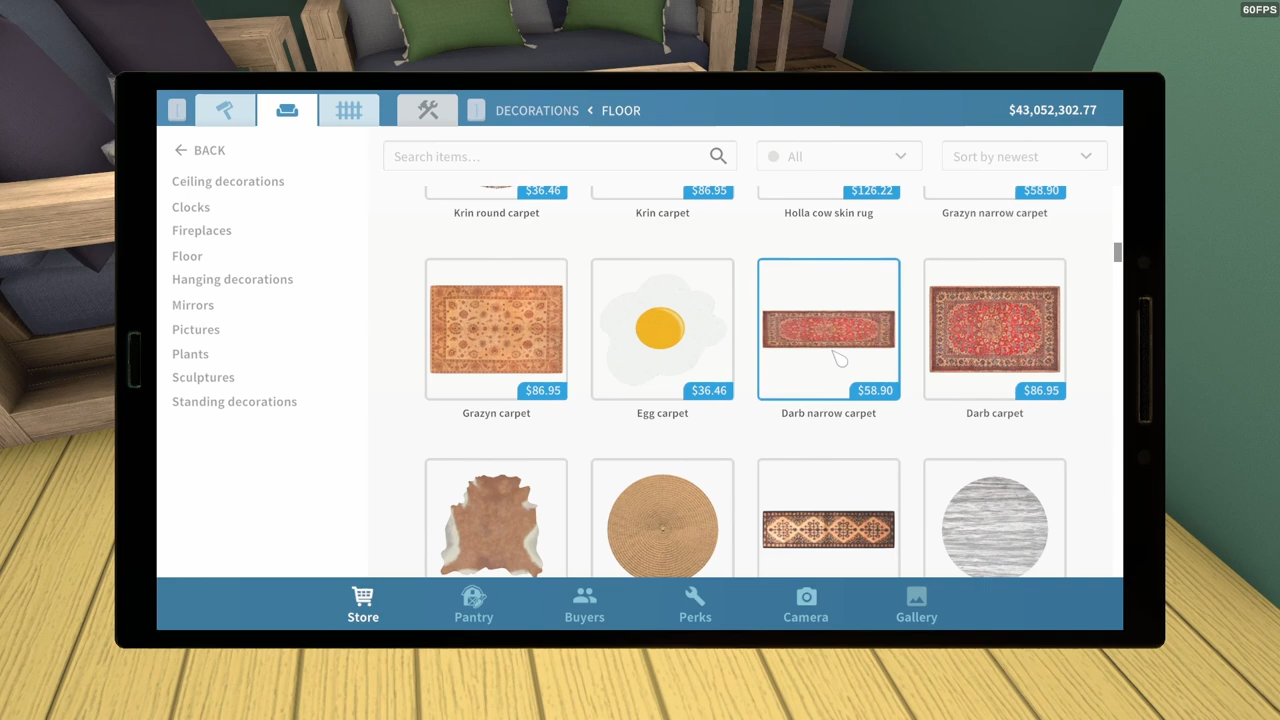 60FPS
DECORATIONS < FLOOR
$43,052,302.77
BACK
Search items...
All
Sort by newest
Ceiling decorations
Clocks
Fireplaces
Floor
Hanging decorations
Mirrors
Pictures
Plants
Sculptures
Standing decorations
$36.46 $86.95 $126.22 $58.90
Krin round carpet Krin carpet Holla cow skin rug Grazyn narrow carpet
$86.95 $36.46 $58.90 $86.95
Grazyn carpet Egg carpet Darb narrow carpet Darb carpet
Store Pantry Buyers Perks Camera Gallery